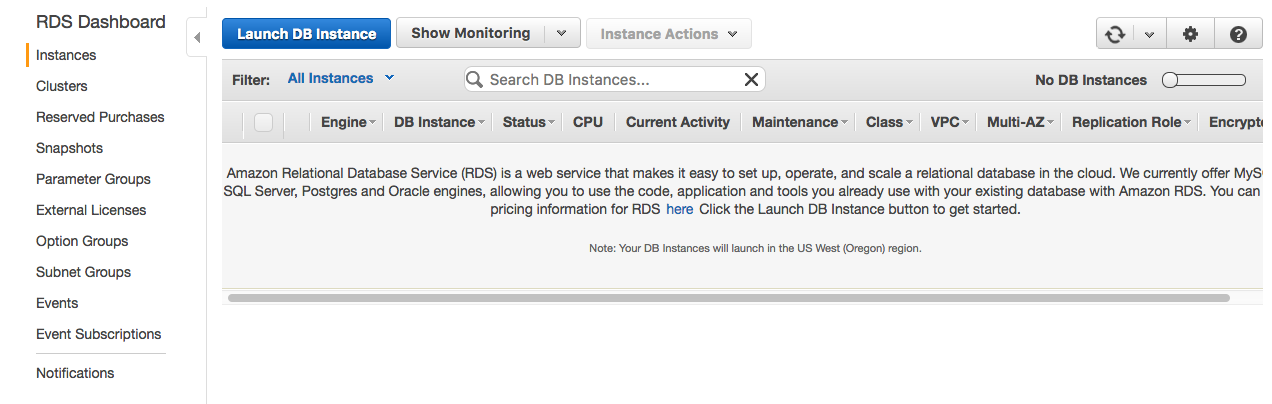 RDS Dashboard
Instances
Clusters
Reserved Purchases
Snapshots
Parameter Groups
External Licenses
Option Groups
Subnet Groups
Events
Event Subscriptions
Notifications
Launch DB Instance Show Monitoring Instance Actions
Filter: All Instances Search DB Instances... No DB Instances
Engine DB Instance Status CPU Current Activity Maintenance Class VPC Multi-AZ Replication Role Encrypte
Amazon Relational Database Service (RDS) is a web service that makes it easy to set up, operate, and scale a relational database in the cloud. We currently offer MySQ
SQL Server, Postgres and Oracle engines, allowing you to use the code, application and tools you already use with your existing database with Amazon RDS. You can
pricing information for RDS here Click the Launch DB Instance button to get started.
Note: Your DB Instances will launch in the US West (Oregon) region.